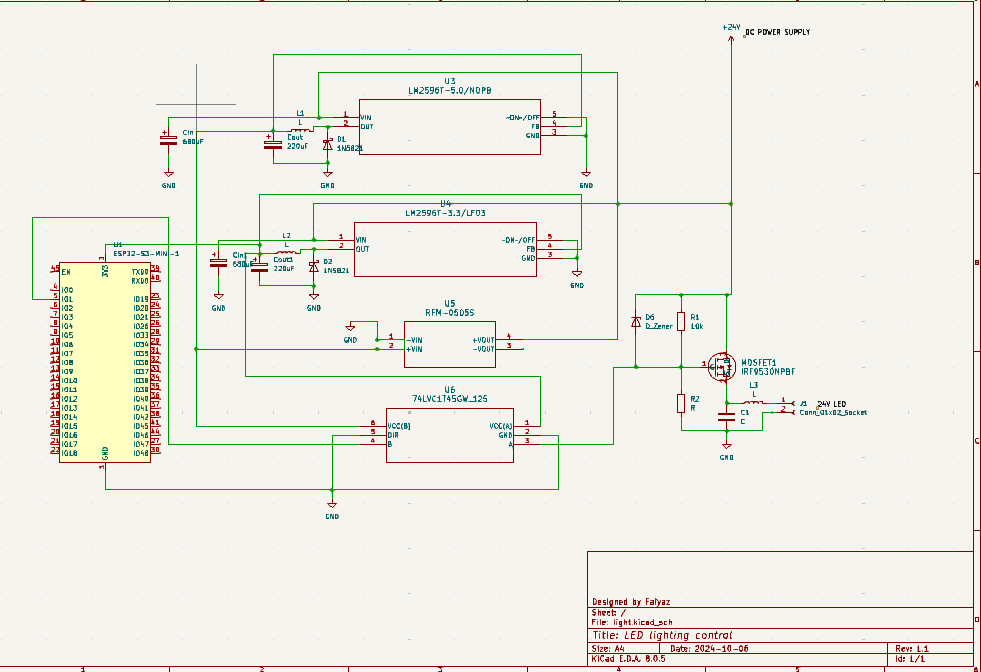 +24V
DC POWER SUPPLY
U3
LM2596T-5.0/NOPB
1 VIN
2 OUT
~ON~/OFF 5
FB 4
GND 3
L1
L
Cin
680uF
Cout
220uF
D1
1N5821
GND
GND
GND
U4
LM2596T-3.3/LF03
1 VIN
2 OUT
~ON~/OFF 5
FB 4
GND 3
L2
L
Cin1
680uF
Cout1
220uF
D2
1N5821
GND
GND
GND
U1
ESP32-S3-MINI-1
3V3
3
EN
IO0
IO1
IO2
IO3
IO4
IO5
IO6
IO7
IO8
IO9
IO10
IO11
IO12
IO13
IO14
IO15
IO16
IO17
IO18
TXD0
RXD0
IO19
IO20
IO21
IO26
IO33
IO34
IO35
IO36
IO37
IO38
IO39
IO40
IO41
IO42
IO45
IO46
IO47
IO48
GND
1
U5
RFM-0505S
GND
1 -VIN
2 +VIN
+VOUT 4
-VOUT 3
U6
74LVC1T45GW_125
6 VCC(B)
5 DIR
4 B
VCC(A) 1
GND 2
A 3
GND
D6
D_Zener
R1
10k
R2
R
1
MOSFET1
IRF9530NPBF
L3
L
C1
C
GND
1
2
J1
24V LED
Conn_01x02_Socket
Designed by Faiyaz
Sheet: /
File: light.kicad_sch
Title: LED lighting control
Size: A4
Date: 2024-10-06
Rev: 1.1
KiCad E.D.A. 8.0.5
Id: 1/1
A
B
C
D